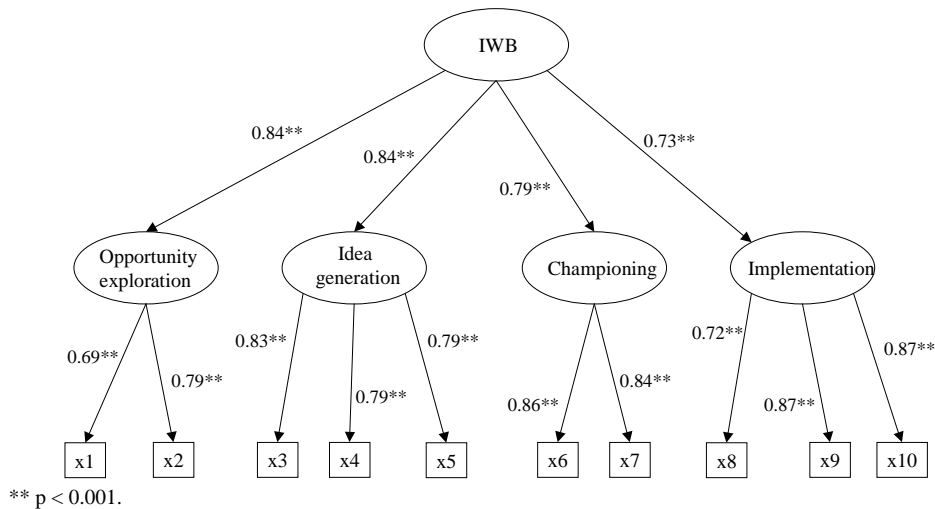 IWB
0.84**
0.84**
0.79**
0.73**
Opportunity
exploration
Idea
generation
Championing
Implementation
0.69**
0.79**
0.83**
0.79**
0.79**
0.86**
0.84**
0.72**
0.87**
0.87**
x1
x2
x3
x4
x5
x6
x7
x8
x9
x10
** p < 0.001.